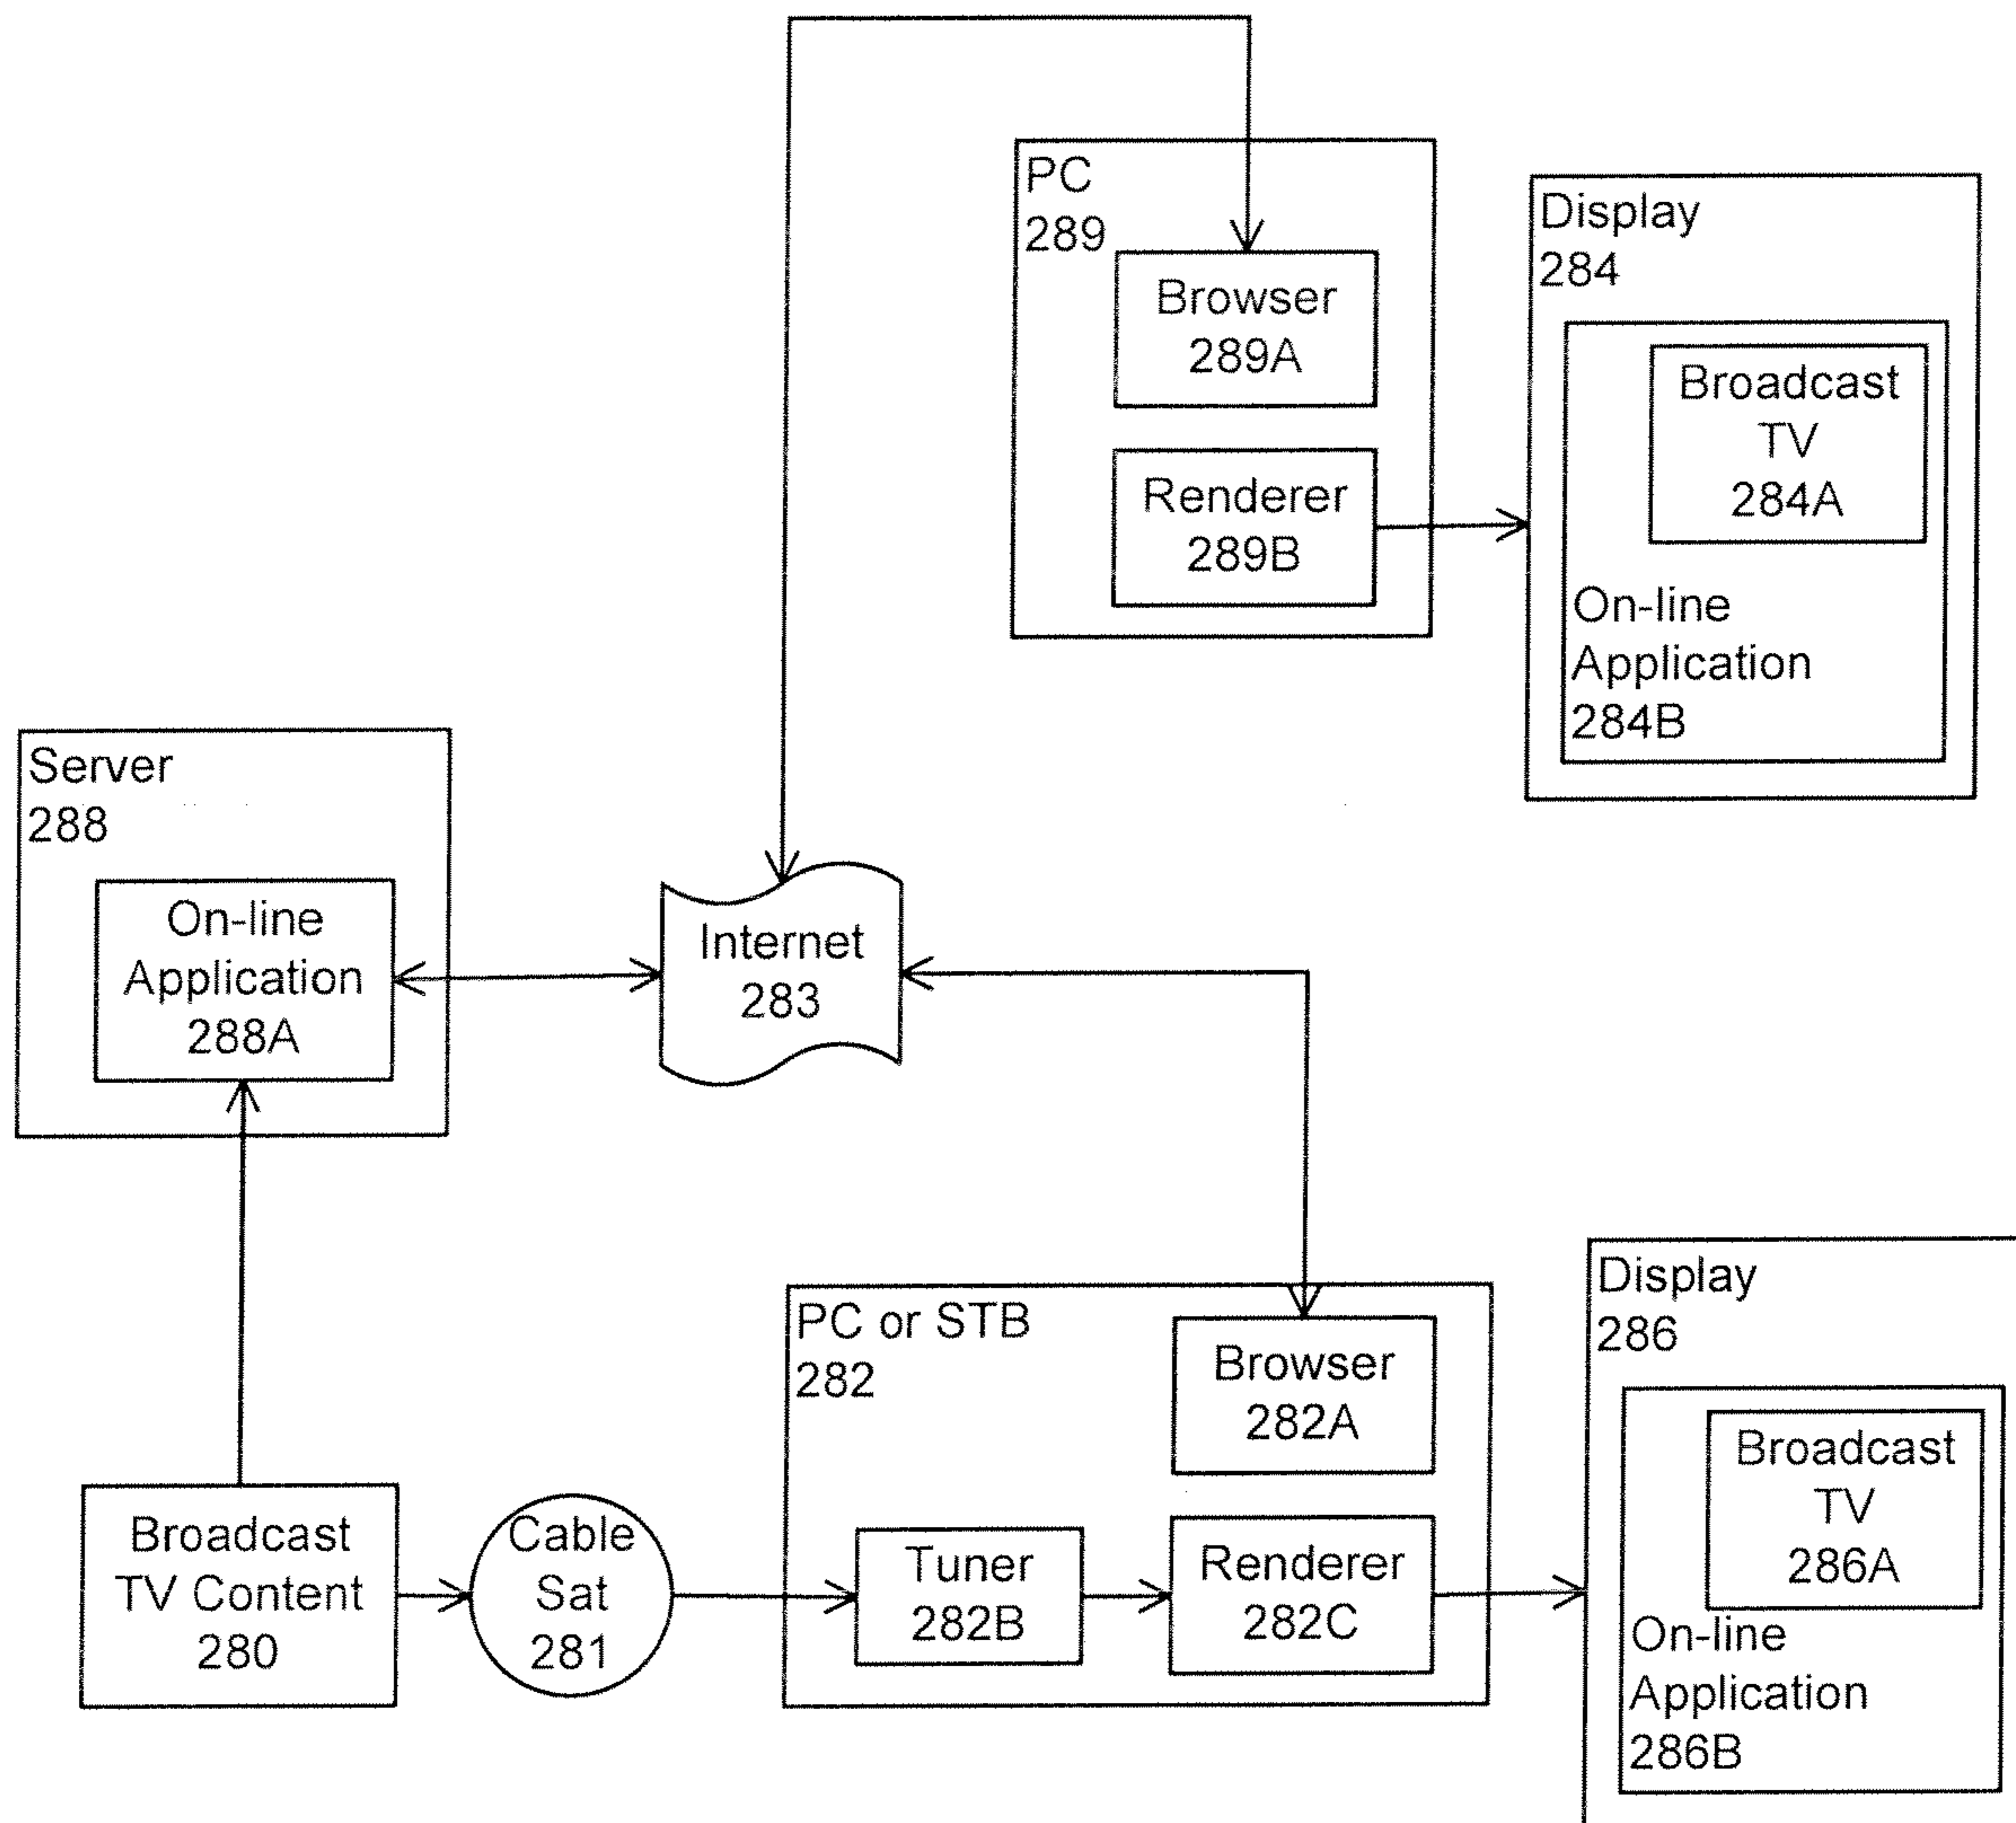 PC
289
Browser
289A
Renderer
289B
Display
284
Broadcast
TV
284A
On-line
Application
284B
Server
288
On-line
Application
288A
Internet
283
PC or STB
282
Browser
282A
Tuner
282B
Renderer
282C
Display
286
Broadcast
TV
286A
On-line
Application
286B
Broadcast
TV Content
280
Cable
Sat
281